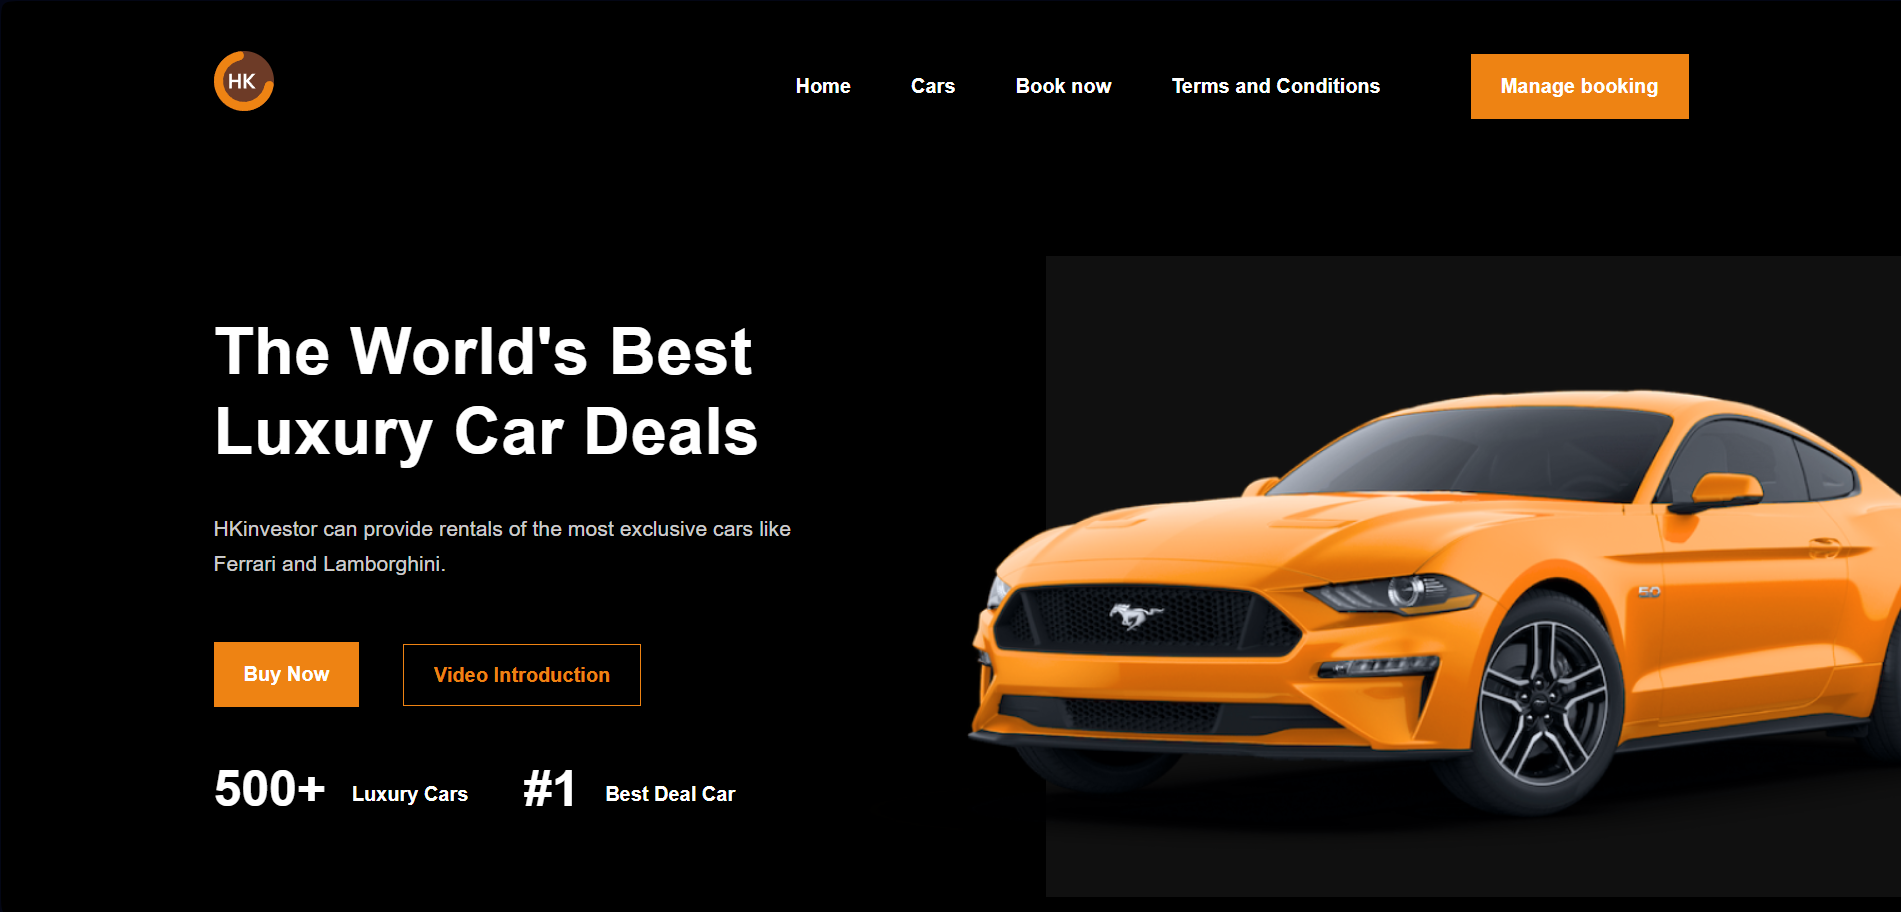 HK
Home
Cars
Book now
Terms and Conditions
Manage booking
The World's Best
Luxury Car Deals
HKinvestor can provide rentals of the most exclusive cars like
Ferrari and Lamborghini.
Buy Now
Video Introduction
500+ Luxury Cars
#1 Best Deal Car
5.0